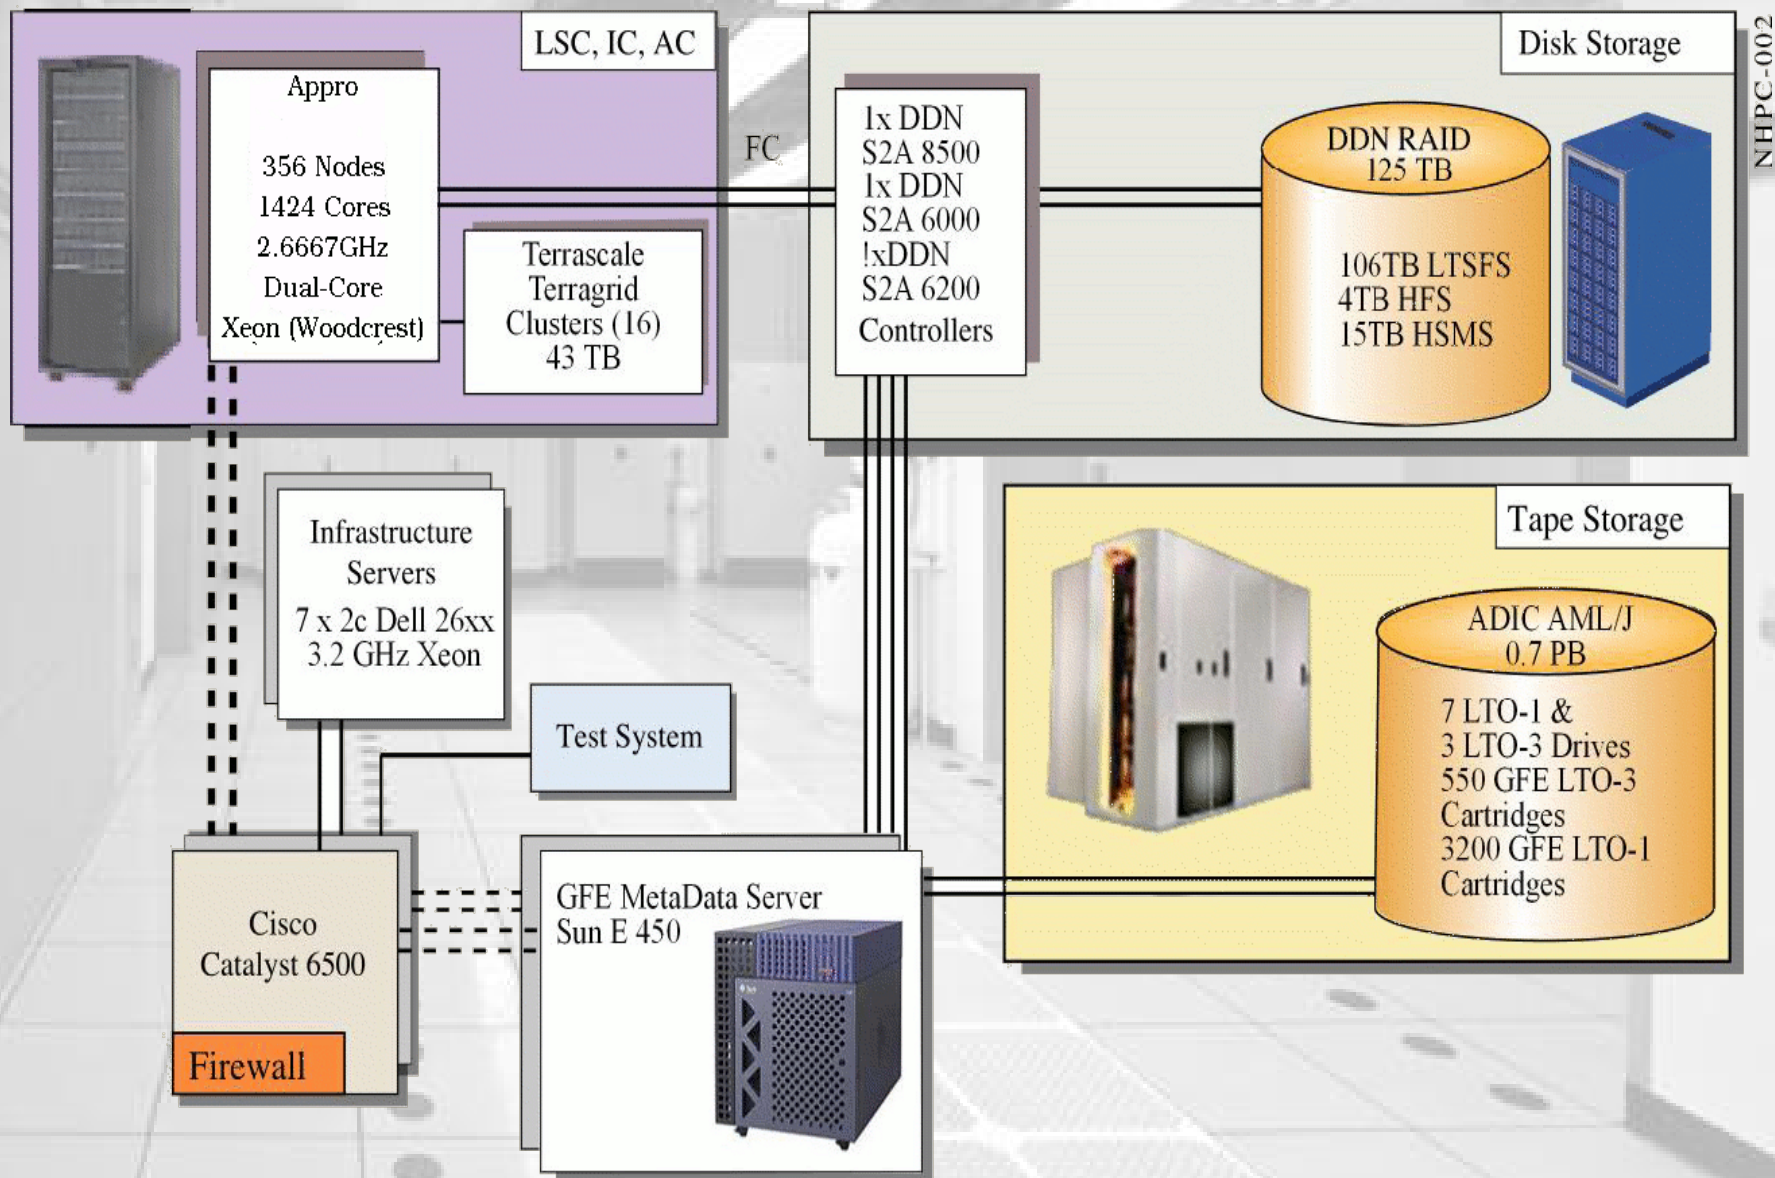 LSC, IC, AC
Appro
356 Nodes
1424 Cores
2.6667GHz
Dual-Core
Xeon (Woodcrest)
Terrascale
Terragrid
Clusters (16)
43 TB
FC
Disk Storage
1x DDN
S2A 8500
1x DDN
S2A 6000
!xDDN
S2A 6200
Controllers
DDN RAID
125 TB
106TB LTSFS
4TB HFS
15TB HSMS
NHPC-002
Infrastructure
Servers
7 x 2c Dell 26xx
3.2 GHz Xeon
Test System
Tape Storage
ADIC AML/J
0.7 PB
7 LTO-1 &
3 LTO-3 Drives
550 GFE LTO-3
Cartridges
3200 GFE LTO-1
Cartridges
Cisco
Catalyst 6500
Firewall
GFE MetaData Server
Sun E 450